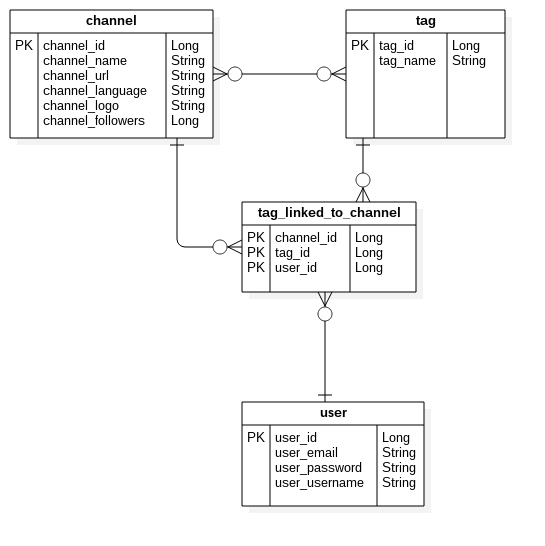 channel
PK channel_id Long
channel_name String
channel_url String
channel_language String
channel_logo String
channel_followers Long
tag
PK tag_id Long
tag_name String
tag_linked_to_channel
PK channel_id Long
PK tag_id Long
PK user_id Long
user
PK user_id Long
user_email String
user_password String
user_username String